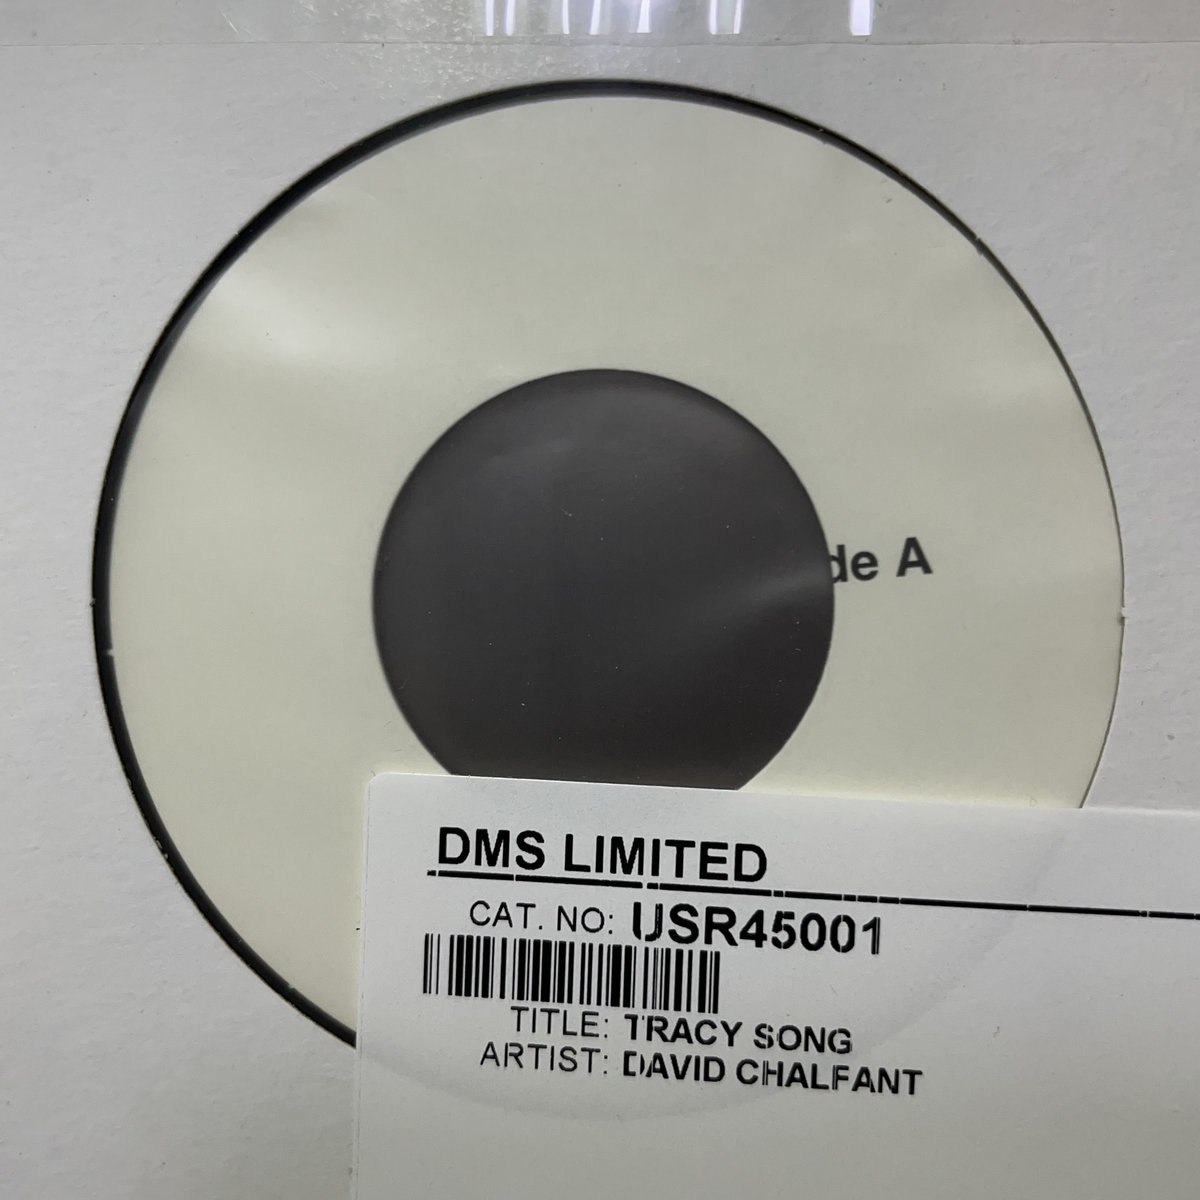 de A
DMS LIMITED
CAT. NO: USR45001
TITLE: TRACY SONG
ARTIST: DAVID CHALFANT